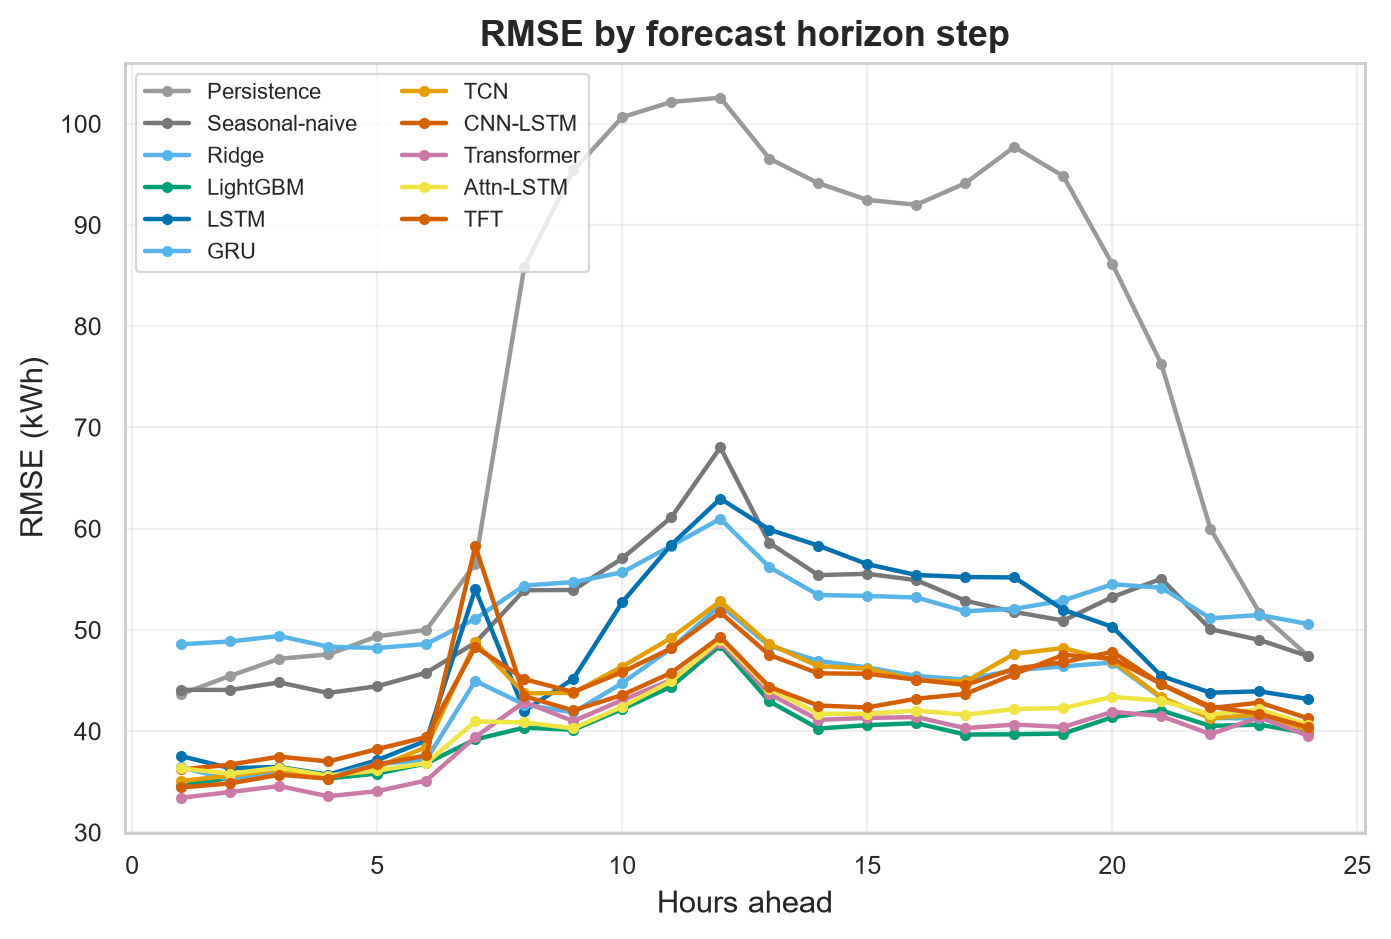 RMSE by forecast horizon step
Persistence
Seasonal-naive
Ridge
LightGBM
LSTM
GRU
TCN
CNN-LSTM
Transformer
Attn-LSTM
TFT
100
90
80
70
60
50
40
30
RMSE (kWh)
0 5 10 15 20 25
Hours ahead